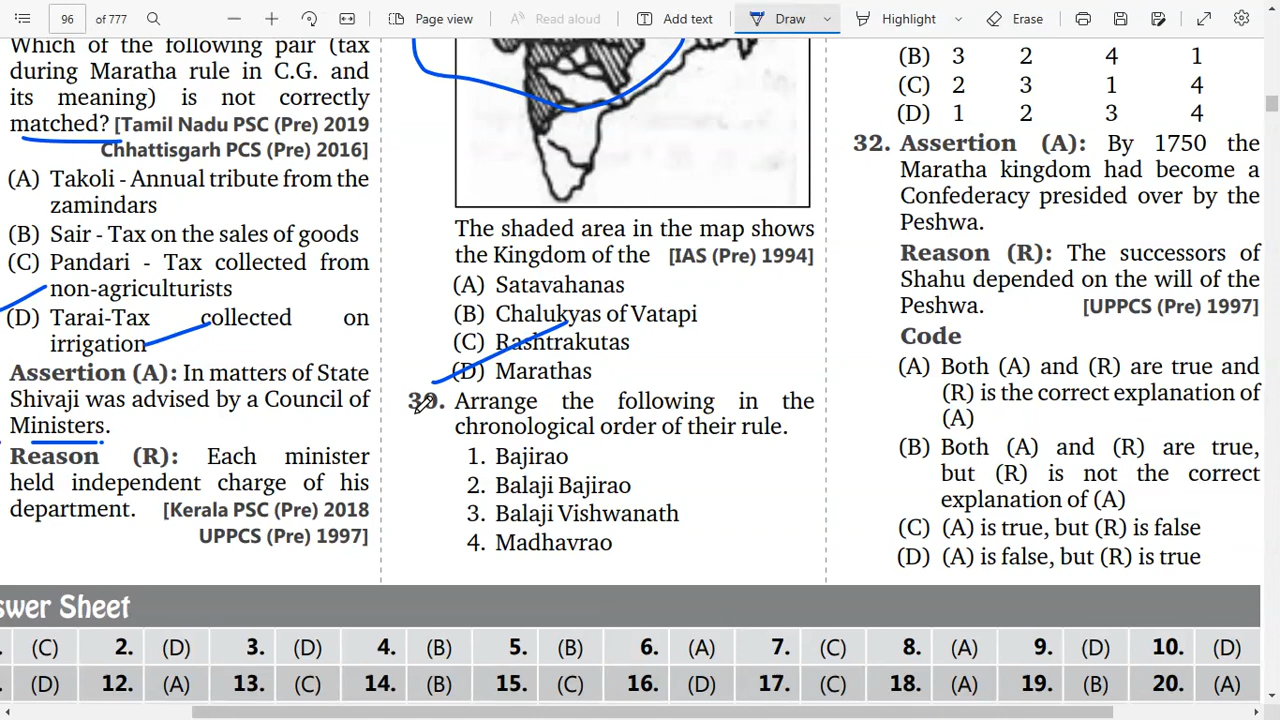 96 of 777
Page view
Read aloud
Add text
Draw
Highlight
Erase
Which of the following pair (tax
during Maratha rule in C.G. and
its meaning) is not correctly
matched? [Tamil Nadu PSC (Pre) 2019
Chhattisgarh PCS (Pre) 2016]
(A) Takoli - Annual tribute from the
zamindars
(B) Sair - Tax on the sales of goods
(C) Pandari - Tax collected from
non-agriculturists
(D) Tarai-Tax collected on
irrigation
Assertion (A): In matters of State
Shivaji was advised by a Council of
Ministers.
Reason (R): Each minister
held independent charge of his
department. [Kerala PSC (Pre) 2018
UPPCS (Pre) 1997]
The shaded area in the map shows
the Kingdom of the [IAS (Pre) 1994]
(A) Satavahanas
(B) Chalukyas of Vatapi
(C) Rashtrakutas
(D) Marathas
30. Arrange the following in the
chronological order of their rule.
1. Bajirao
2. Balaji Bajirao
3. Balaji Vishwanath
4. Madhavrao
(B) 3 2 4 1
(C) 2 3 1 4
(D) 1 2 3 4
32. Assertion (A): By 1750 the
Maratha kingdom had become a
Confederacy presided over by the
Peshwa.
Reason (R): The successors of
Shahu depended on the will of the
Peshwa. [UPPCS (Pre) 1997]
Code
(A) Both (A) and (R) are true and
(R) is the correct explanation of
(A)
(B) Both (A) and (R) are true,
but (R) is not the correct
explanation of (A)
(C) (A) is true, but (R) is false
(D) (A) is false, but (R) is true
swer Sheet
. (C) 2. (D) 3. (D) 4. (B) 5. (B) 6. (A) 7. (C) 8. (A) 9. (D) 10. (D)
. (D) 12. (A) 13. (C) 14. (B) 15. (C) 16. (D) 17. (C) 18. (A) 19. (B) 20. (A)